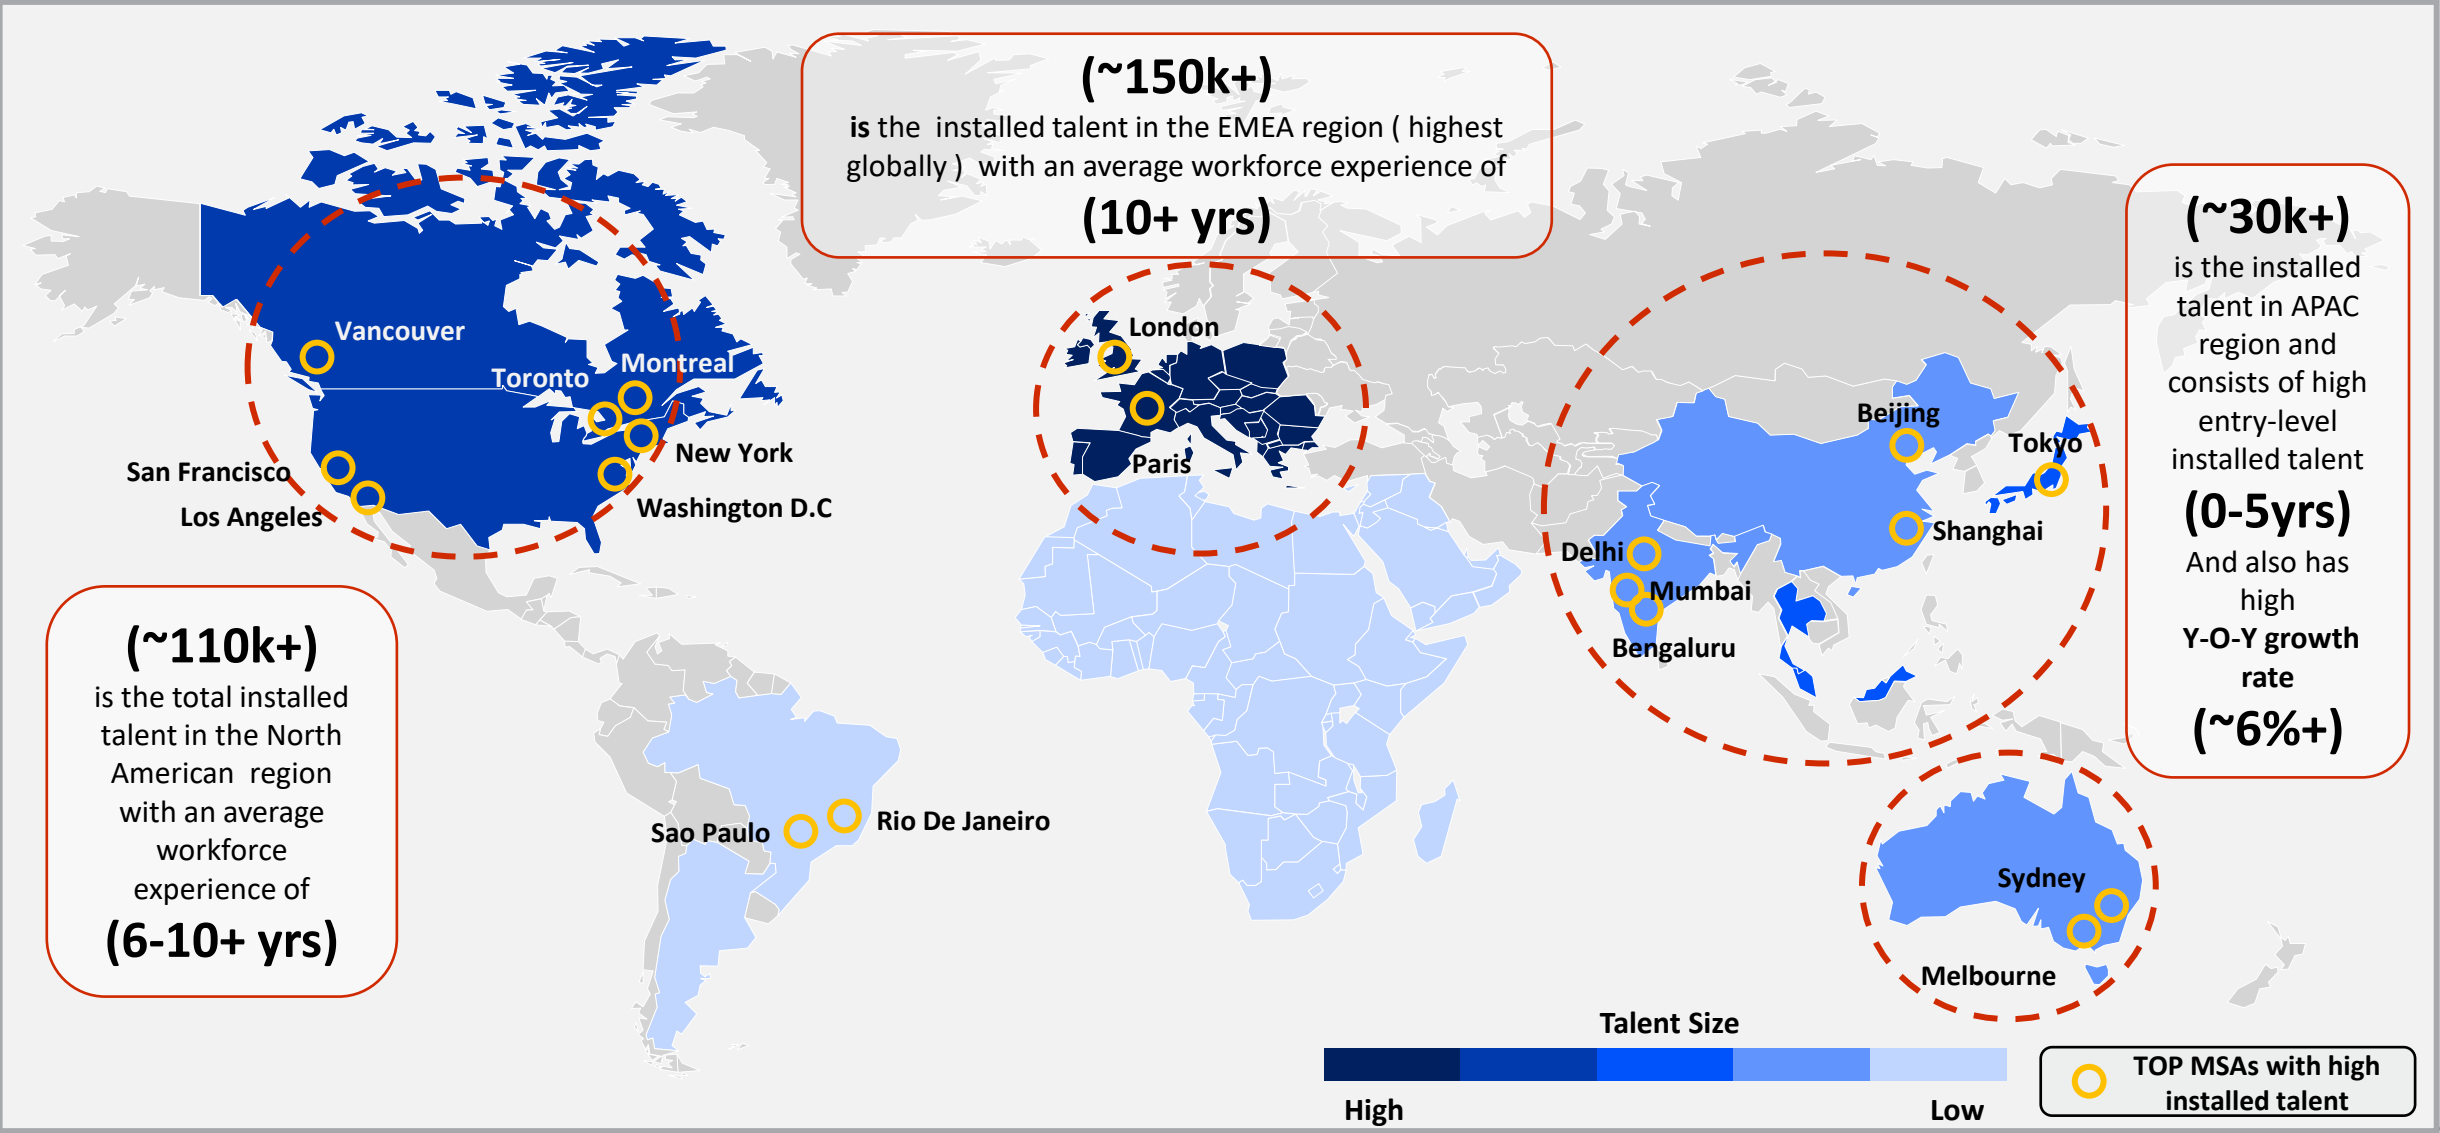 (~150k+)
is the  installed talent in the EMEA region ( highest
globally )  with an average workforce experience of
(10+ yrs)
(~30k+)
is the installed
talent in APAC
region and
consists of high
entry-level
installed talent
(0-5yrs)
And also has
high
Y-O-Y growth
rate
(~6%+)
Vancouver
Montreal
Toronto
New York
San Francisco
Washington D.C
Los Angeles
London
Paris
Beijing
Tokyo
Shanghai
Delhi
Mumbai
Bengaluru
(~110k+)
is the total installed
talent in the North
American  region
with an average
workforce
experience of
(6-10+ yrs)
Sao Paulo
Rio De Janeiro
Sydney
Melbourne
Talent Size
High
Low
TOP MSAs with high
installed talent